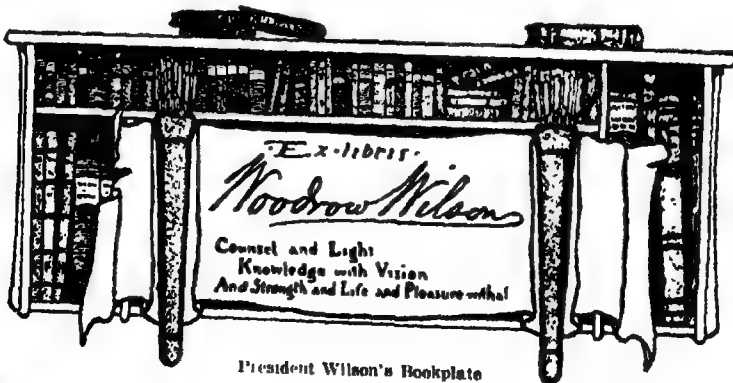 ·Ex·libris·
Woodrow Wilson
Counsel and Light
Knowledge with Vision
And Strength and Life and Pleasure withal
President Wilson's Bookplate